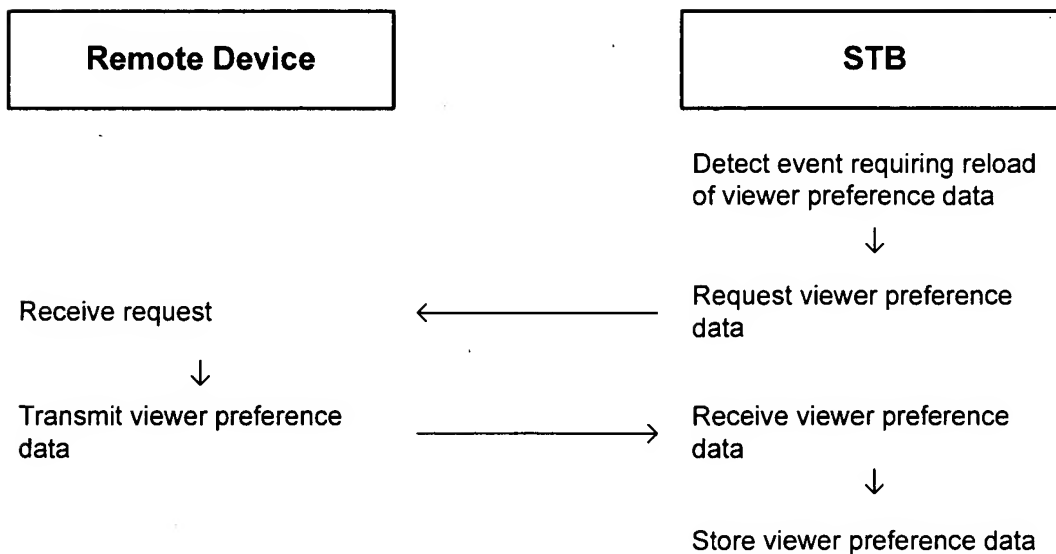 Remote Device
STB
Detect event requiring reload
of viewer preference data
Request viewer preference
data
Receive request
Transmit viewer preference
data
Receive viewer preference
data
Store viewer preference data